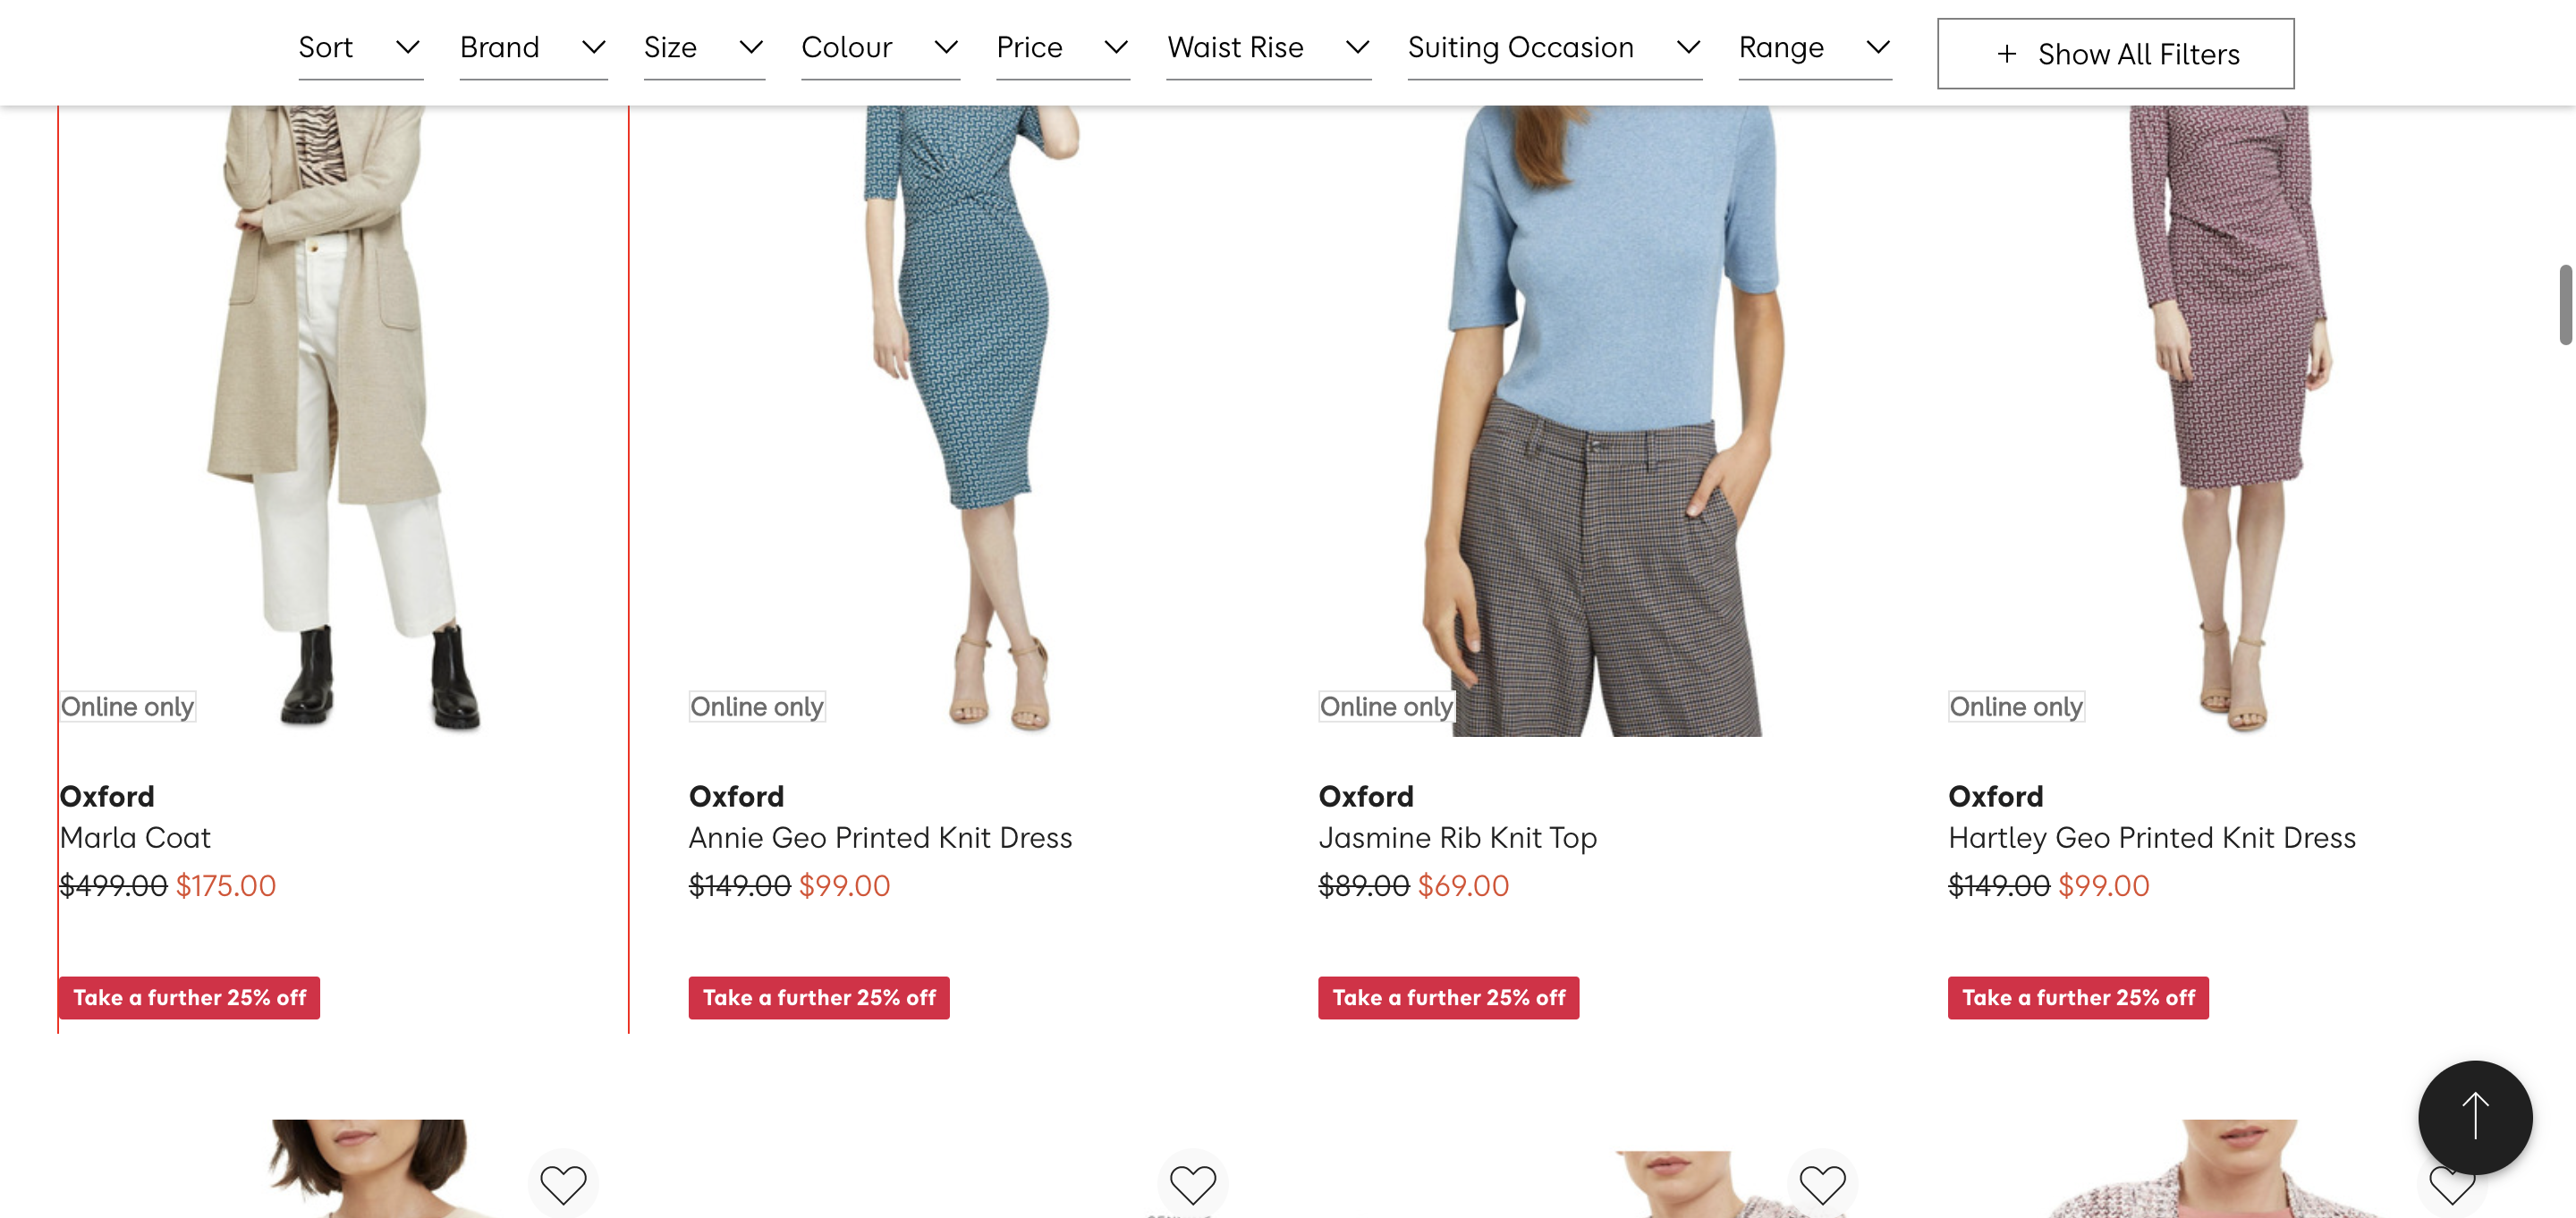 Sort
Brand
Size
Colour
Price
Waist Rise
Suiting Occasion
Range
+ Show All Filters
Online only
Online only
Online only
Online only
Oxford
Marla Coat
$499.00 $175.00
Take a further 25% off
Oxford
Annie Geo Printed Knit Dress
$149.00 $99.00
Take a further 25% off
Oxford
Jasmine Rib Knit Top
$89.00 $69.00
Take a further 25% off
Oxford
Hartley Geo Printed Knit Dress
$149.00 $99.00
Take a further 25% off